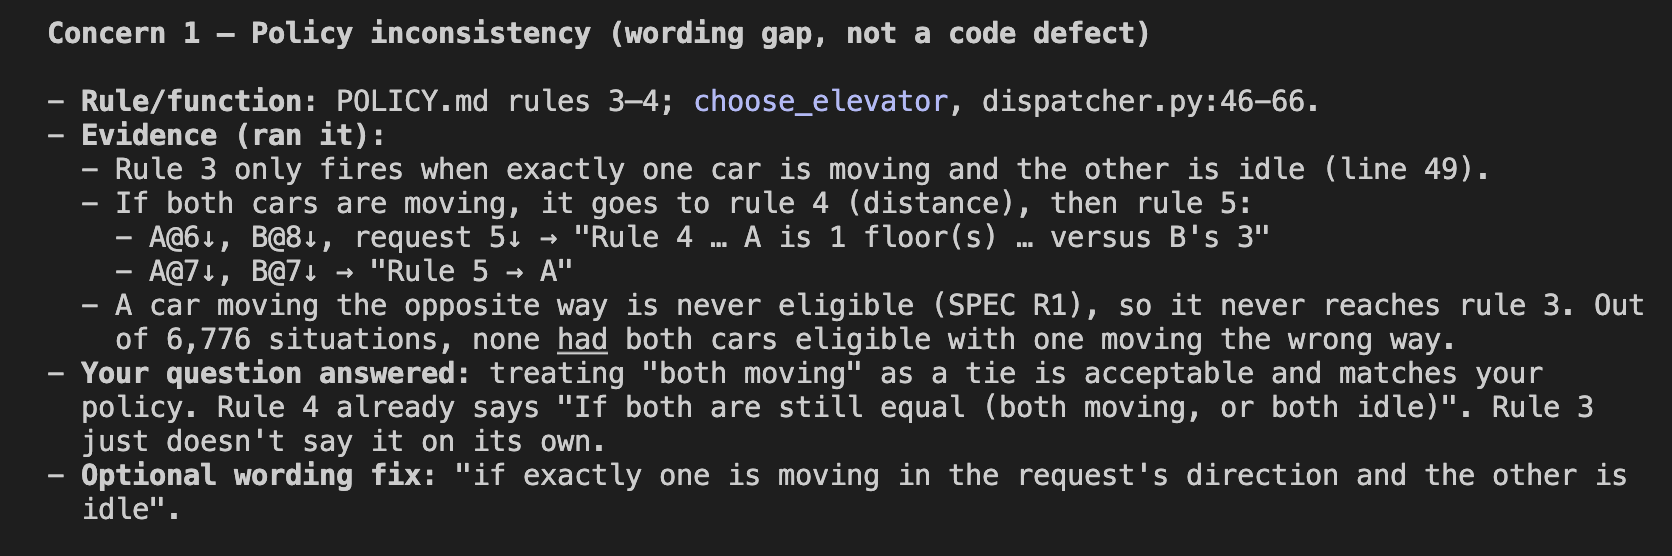 Concern 1 — Policy inconsistency (wording gap, not a code defect)
— Rule/function: POLICY.md rules 3–4; choose_elevator, dispatcher.py:46–66.
— Evidence (ran it):
— Rule 3 only fires when exactly one car is moving and the other is idle (line 49).
— If both cars are moving, it goes to rule 4 (distance), then rule 5:
— A@6↓, B@8↓, request 5↓ → "Rule 4 … A is 1 floor(s) … versus B's 3"
— A@7↓, B@7↓ → "Rule 5 → A"
— A car moving the opposite way is never eligible (SPEC R1), so it never reaches rule 3. Out
of 6,776 situations, none had both cars eligible with one moving the wrong way.
— Your question answered: treating "both moving" as a tie is acceptable and matches your
policy. Rule 4 already says "If both are still equal (both moving, or both idle)". Rule 3
just doesn't say it on its own.
— Optional wording fix: "if exactly one is moving in the request's direction and the other is
idle".